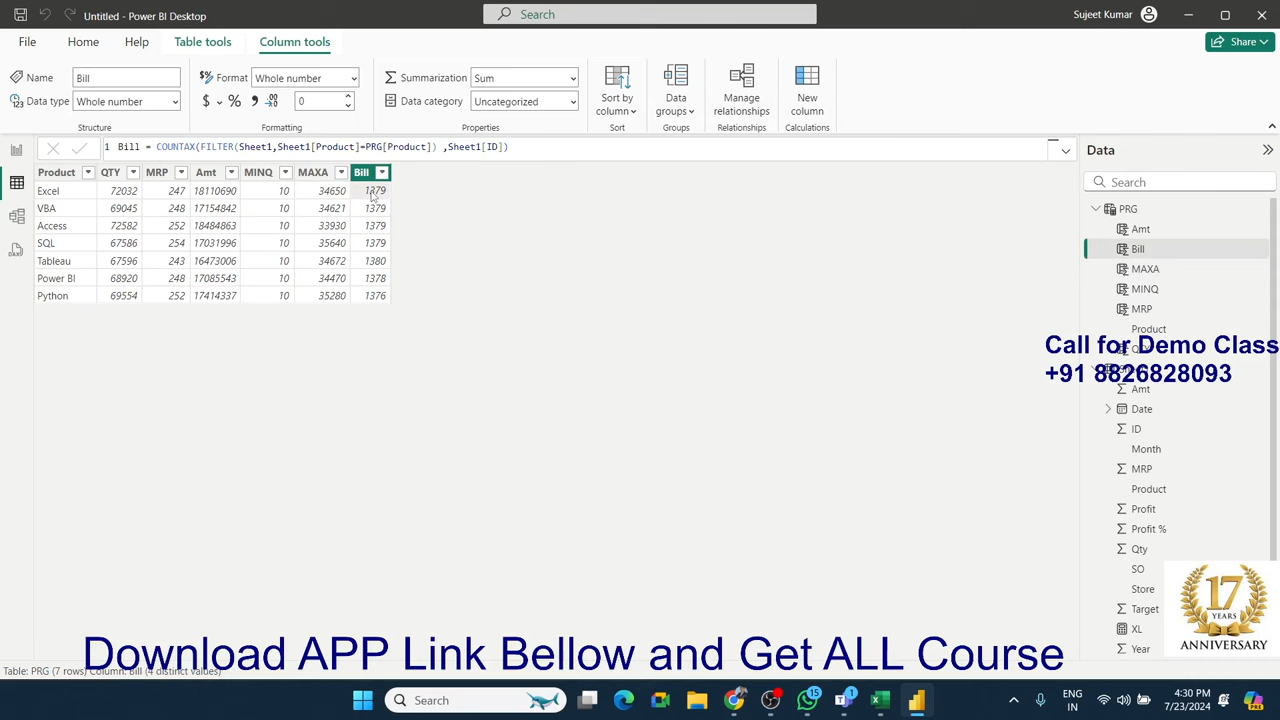 Untitled - Power BI Desktop
Search
Sujeet Kumar
File
Home
Help
Table tools
Column tools
Share
Name
Bill
Format
Whole number
Summarization
Sum
Data type
Whole number
$
%
0
Data category
Uncategorized
Sort by
column
Data
groups
Manage
relationships
New
column
Structure
Formatting
Properties
Sort
Groups
Relationships
Calculations
1 Bill = COUNTAX(FILTER(Sheet1,Sheet1[Product]=PRG[Product]) ,Sheet1[ID])
Product QTY MRP Amt MINQ MAXA Bill
Excel 72032 247 18110690 10 34650 1379
VBA 69045 248 17154842 10 34621 1379
Access 72582 252 18484863 10 33930 1379
SQL 67586 254 17031996 10 35640 1379
Tableau 67596 243 16473006 10 34672 1380
Power BI 68920 248 17085543 10 34470 1378
Python 69554 252 17414337 10 35280 1376
Data
Search
PRG
Amt
Bill
MAXA
MINQ
MRP
Product
Call for Demo Class
+91 8826828093
Amt
Date
ID
Month
MRP
Product
Profit
Profit %
Qty
SO
Store
Target
XL
Year
17
YEARS
ANNIVERSARY
Download APP Link Bellow and Get ALL Course
Table: PRG (7 rows) Column: Bill (4 distinct values)
Search
15
1
ENG
IN
4:30 PM
7/23/2024